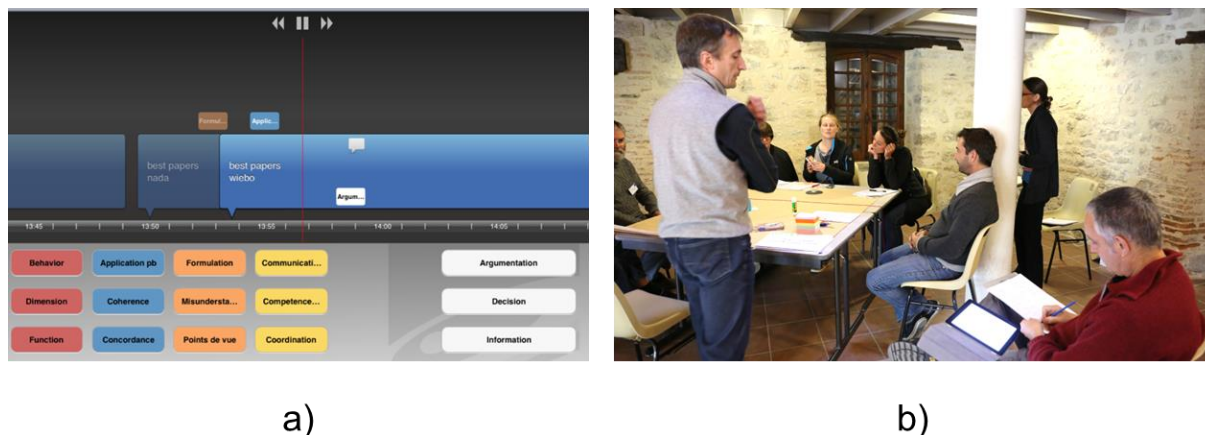 Formul...
Applic...
best papers
nada
best papers
wiebo
Argum...
13:45
13:50
13:55
14:00
14:05
Behavior
Application pb
Formulation
Communicati...
Argumentation
Dimension
Coherence
Misundersta...
Competence...
Decision
Function
Concordance
Points de vue
Coordination
Information
a)
b)